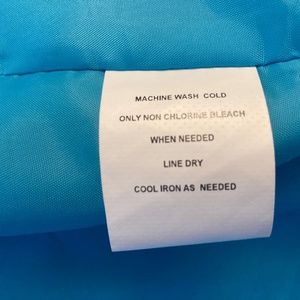 MACHINE WASH COLD
ONLY NON CHLORINE BLEACH
WHEN NEEDED
LINE DRY
COOL IRON AS NEEDED